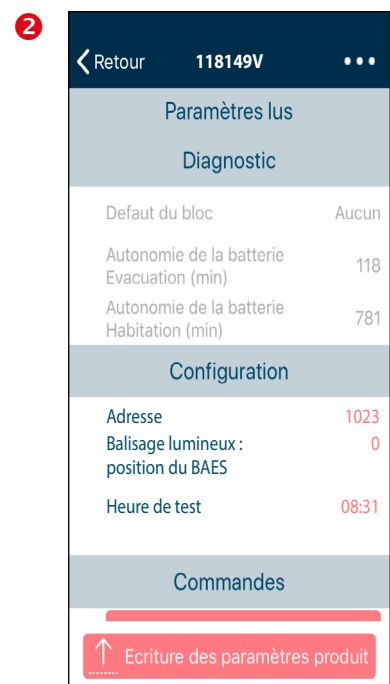 2
Retour 118149V •••
Paramètres lus
Diagnostic
Defaut du bloc Aucun
Autonomie de la batterie
Evacuation (min) 118
Autonomie de la batterie
Habitation (min) 781
Configuration
Adresse 1023
Balisage lumineux : 0
position du BAES
Heure de test 08:31
Commandes
Ecriture des paramètres produit